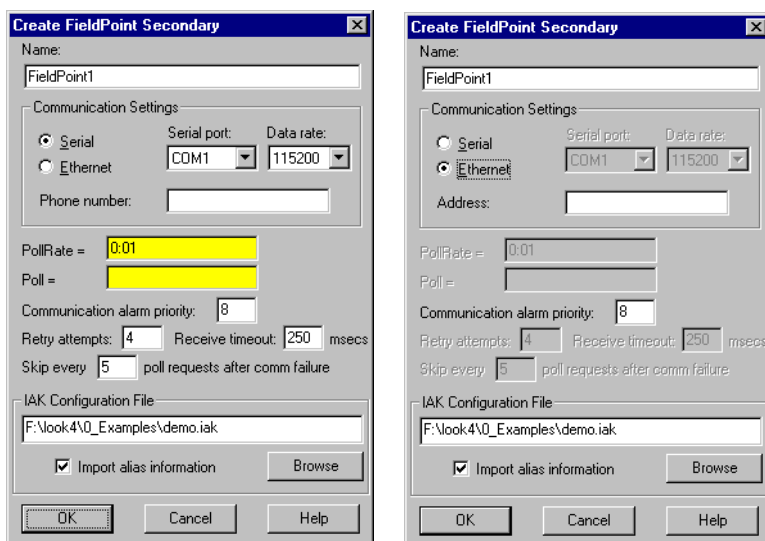 Create FieldPoint Secondary
Name:
FieldPoint1
Communication Settings
Serial
Ethernet
Serial port:
Data rate:
COM1
115200
Phone number:
PollRate =
0:01
Poll =
Communication alarm priority:
8
Retry attempts:
4
Receive timeout:
250
msecs
Skip every
5
poll requests after comm failure
IAK Configuration File
F:\look4\0_Examples\demo.iak
Import alias information
Browse
OK
Cancel
Help
Create FieldPoint Secondary
Name:
FieldPoint1
Communication Settings
Serial
Ethernet
Serial port:
Data rate:
COM1
115200
Address:
PollRate =
0:01
Poll =
Communication alarm priority:
8
Retry attempts:
4
Receive timeout:
250
msecs
Skip every
5
poll requests after comm failure
IAK Configuration File
F:\look4\0_Examples\demo.iak
Import alias information
Browse
OK
Cancel
Help